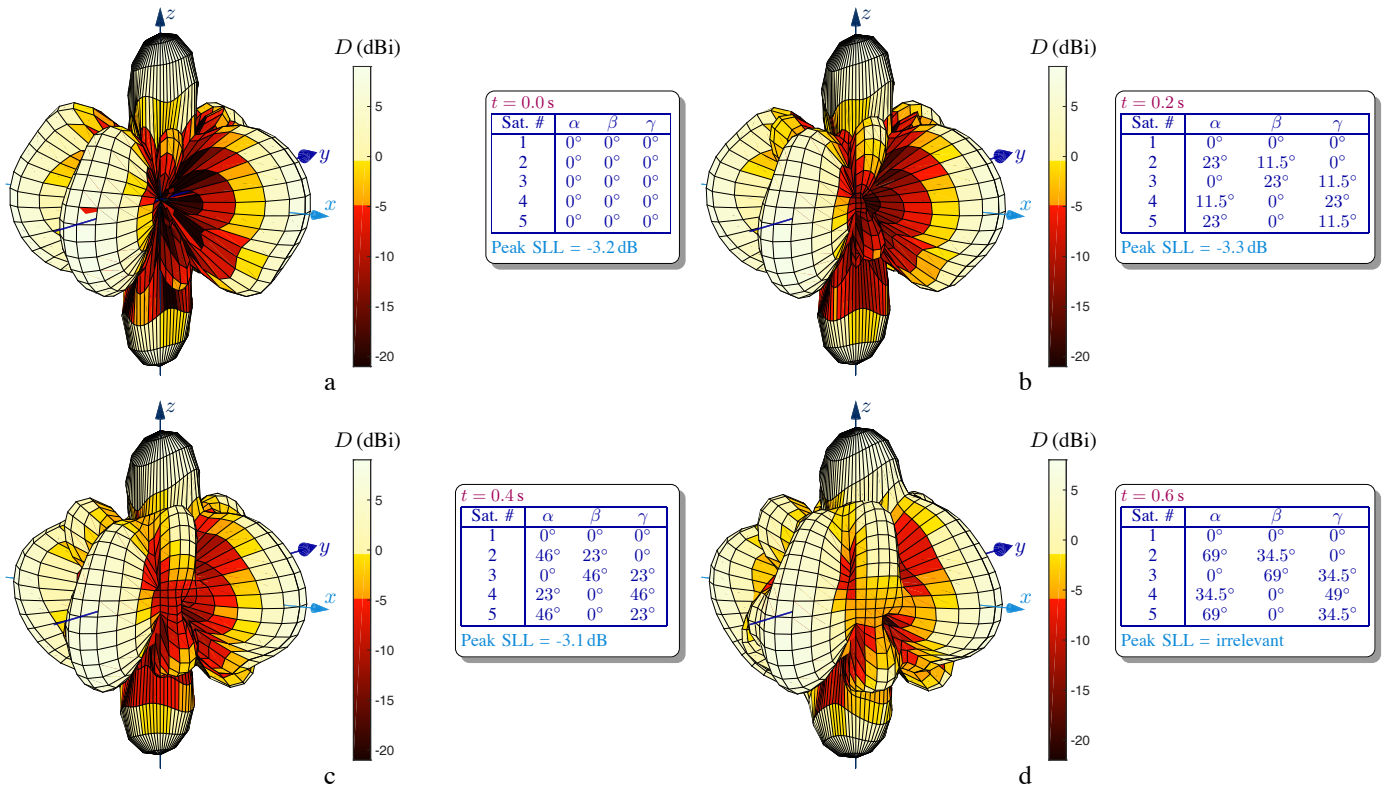 z
D (dBi)
5
0
-5
-10
-15
-20
y
x
a
t = 0.0 s
Sat. # α β γ
1 0° 0° 0°
2 0° 0° 0°
3 0° 0° 0°
4 0° 0° 0°
5 0° 0° 0°
Peak SLL = -3.2 dB
z
D (dBi)
5
0
-5
-10
-15
-20
y
x
b
t = 0.2 s
Sat. # α β γ
1 0° 0° 0°
2 23° 11.5° 0°
3 0° 23° 11.5°
4 11.5° 0° 23°
5 23° 0° 11.5°
Peak SLL = -3.3 dB
z
D (dBi)
5
0
-5
-10
-15
-20
y
x
c
t = 0.4 s
Sat. # α β γ
1 0° 0° 0°
2 46° 23° 0°
3 0° 46° 23°
4 23° 0° 46°
5 46° 0° 23°
Peak SLL = -3.1 dB
z
D (dBi)
5
0
-5
-10
-15
-20
y
x
d
t = 0.6 s
Sat. # α β γ
1 0° 0° 0°
2 69° 34.5° 0°
3 0° 69° 34.5°
4 34.5° 0° 49°
5 69° 0° 34.5°
Peak SLL = irrelevant